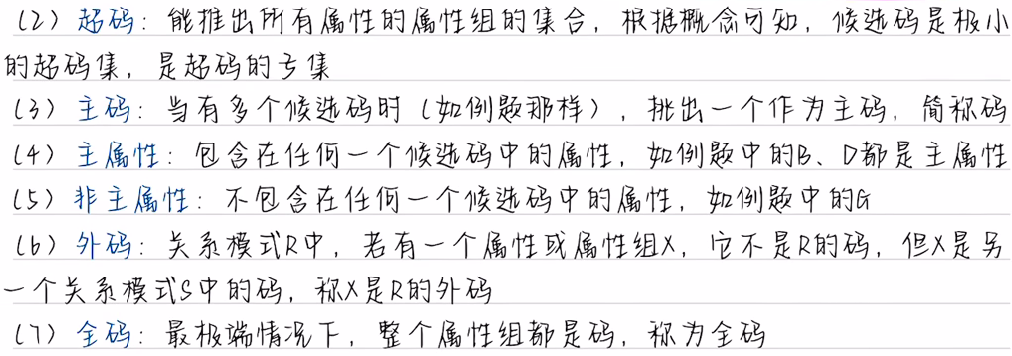 (2) 超码：能推出所有属性的属性组的集合，根据概念可知，候选码是极小
的超码集，是超码的子集
(3) 主码：当有多个候选码时（如例题那样），挑出一个作为主码，简称码
(4) 主属性：包含在任何一个候选码中的属性，如例题中的B、D都是主属性
(5) 非主属性：不包含在任何一个候选码中的属性，如例题中的G
(6) 外码：关系模式R中，若有一个属性或属性组X，它不是R的码，但X是另
一个关系模式S中的码，称X是R的外码
(7) 全码：最极端情况下，整个属性组都是码，称为全码